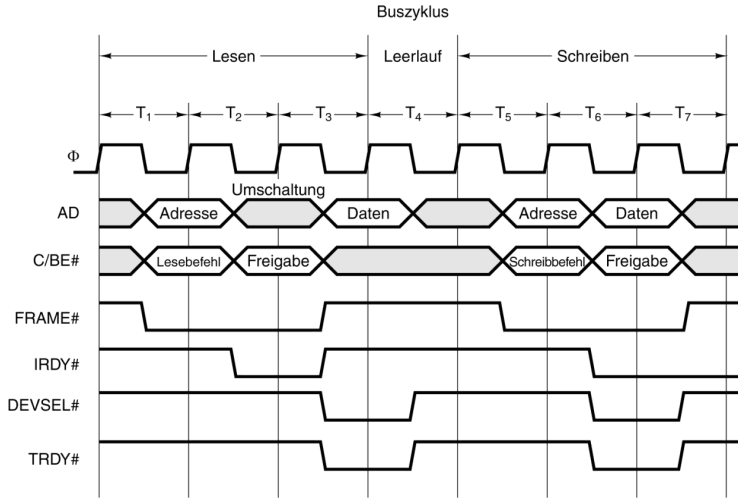 Buszyklus
Lesen Leerlauf Schreiben
T1 T2 T3 T4 T5 T6 T7
Φ
Umschaltung
AD Adresse Daten Adresse Daten
C/BE# Lesebefehl Freigabe Schreibbefehl Freigabe
FRAME#
IRDY#
DEVSEL#
TRDY#